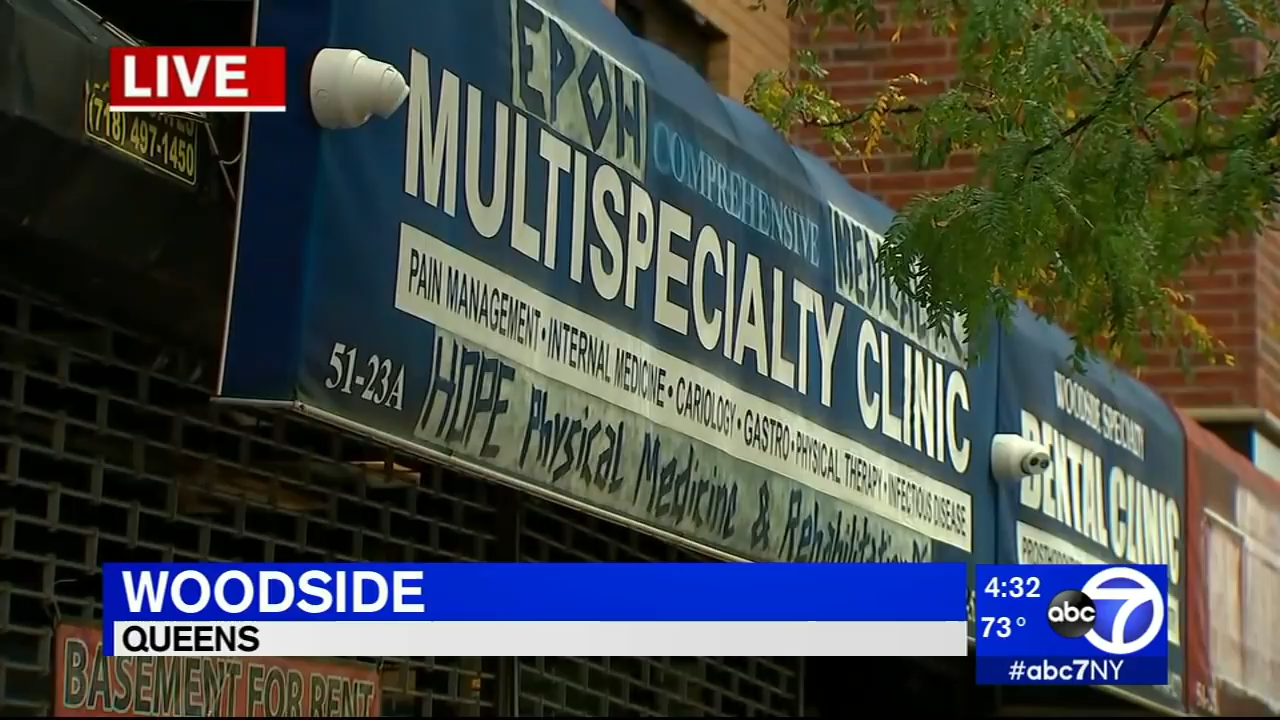 LIVE
(718) 497-1450
EPOH
COMPREHENSIVE
MULTISPECIALTY CLINIC
PAIN MANAGEMENT • INTERNAL MEDICINE • CARIOLOGY • GASTRO • PHYSICAL THERAPY • INFECTIOUS DISEASE
51-23A
HOPE Physical Medicine & Rehabilitation
WOODSIDE SPECIALTY
DENTAL CLINIC
WOODSIDE
QUEENS
4:32
73°
abc 7
#abc7NY
BASEMENT FOR RENT